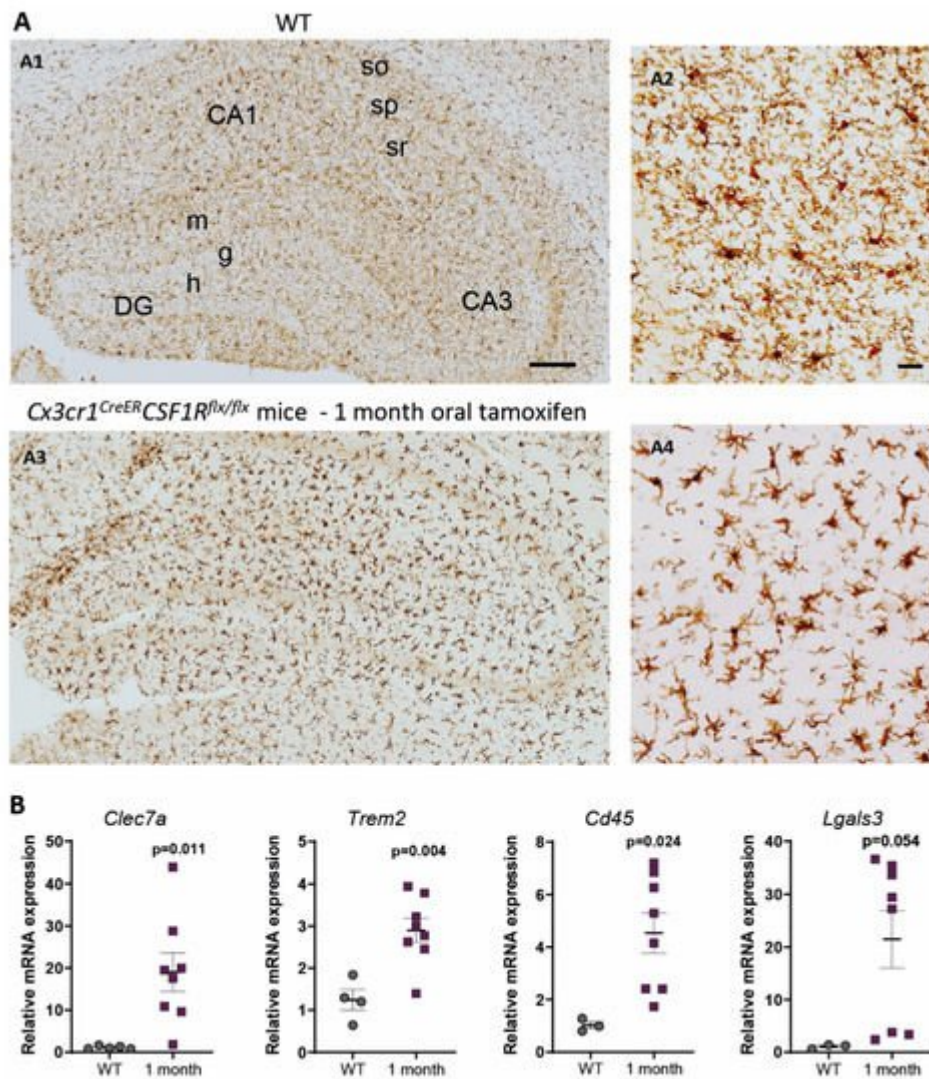 A
WT
A1
CA1
so
sp
sr
m
g
h
DG
CA3
A2
Cx3cr1CreERCSF1Rflx/flx mice - 1 month oral tamoxifen
A3
A4
B
Clec7a
Relative mRNA expression
50
40
30
20
10
0
p=0.011
WT 1 month
Trem2
Relative mRNA expression
5
4
3
2
1
0
p=0.004
WT 1 month
Cd45
Relative mRNA expression
8
6
4
2
0
p=0.024
WT 1 month
Lgals3
Relative mRNA expression
40
30
20
10
0
p=0.054
WT 1 month